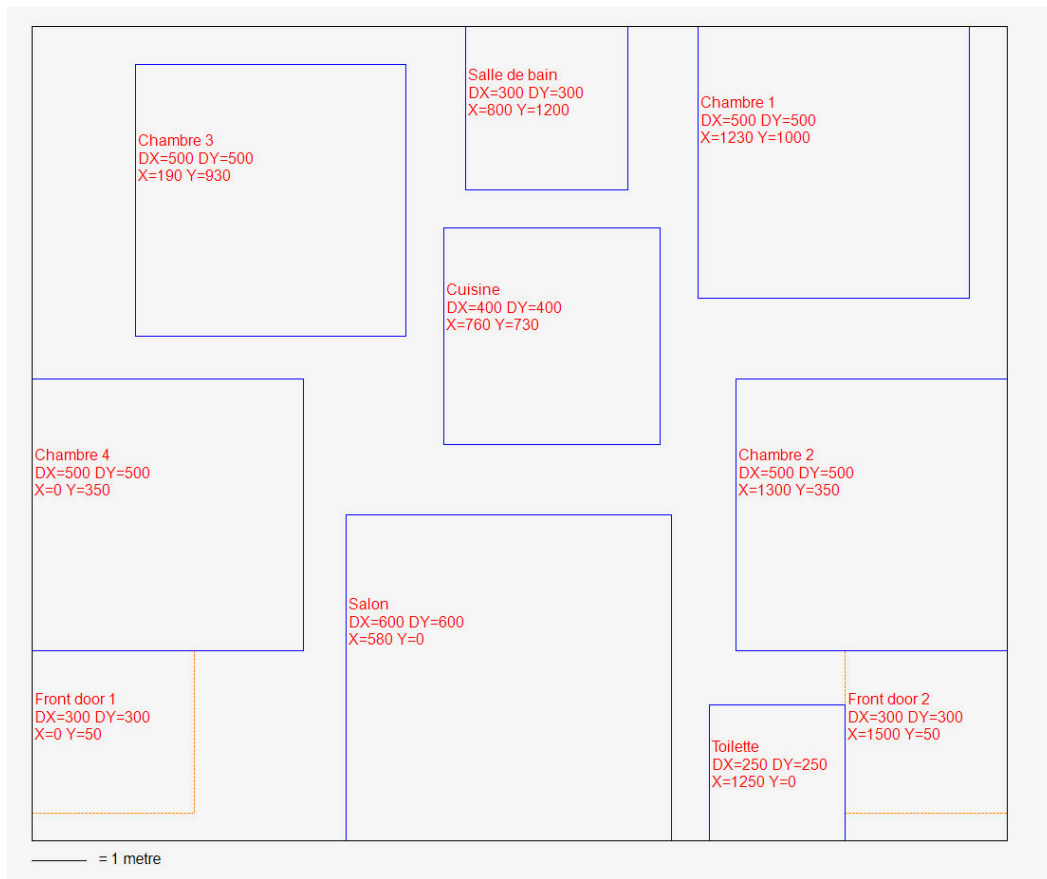 Salle de bain
DX=300 DY=300
X=800 Y=1200
Chambre 1
DX=500 DY=500
X=1230 Y=1000
Chambre 3
DX=500 DY=500
X=190 Y=930
Cuisine
DX=400 DY=400
X=760 Y=730
Chambre 4
DX=500 DY=500
X=0 Y=350
Chambre 2
DX=500 DY=500
X=1300 Y=350
Salon
DX=600 DY=600
X=580 Y=0
Front door 1
DX=300 DY=300
X=0 Y=50
Front door 2
DX=300 DY=300
X=1500 Y=50
Toilette
DX=250 DY=250
X=1250 Y=0
= 1 metre